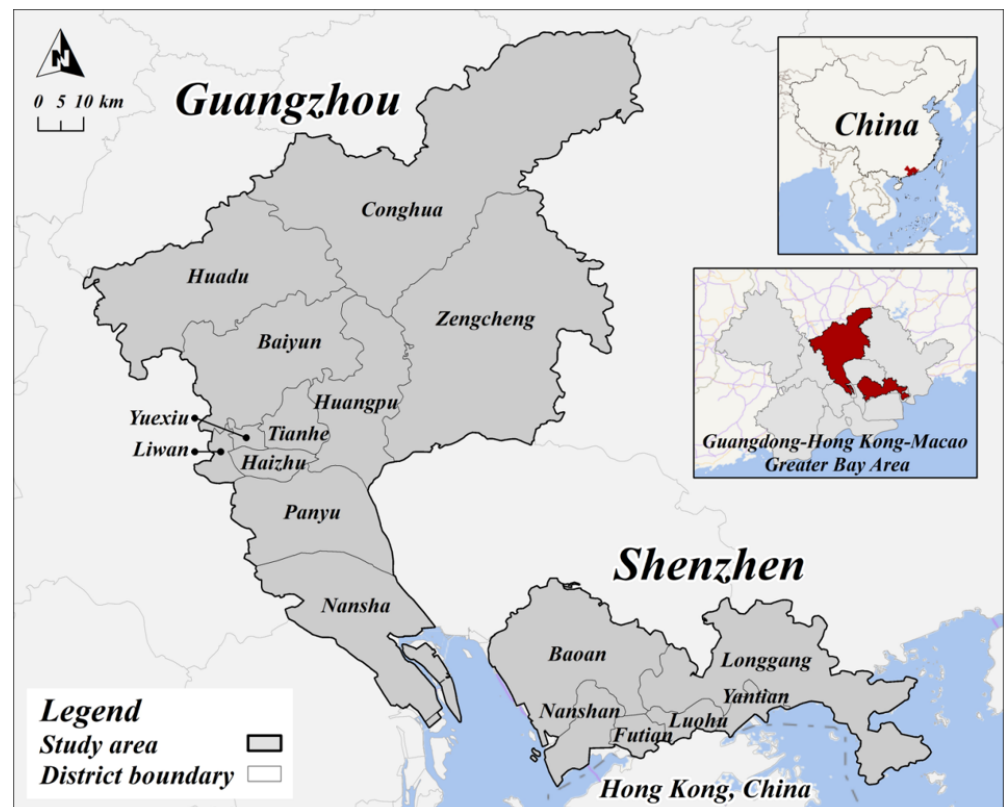 N
0 5 10 km
Guangzhou
China
Conghua
Huadu
Zengcheng
Baiyun
Huangpu
Yuexiu
Tianhe
Liwan
Haizhu
Guangdong-Hong Kong-Macao
Greater Bay Area
Panyu
Shenzhen
Nansha
Baoan
Longgang
Yantian
Nanshan
Luohu
Futian
Legend
Study area
District boundary
Hong Kong, China